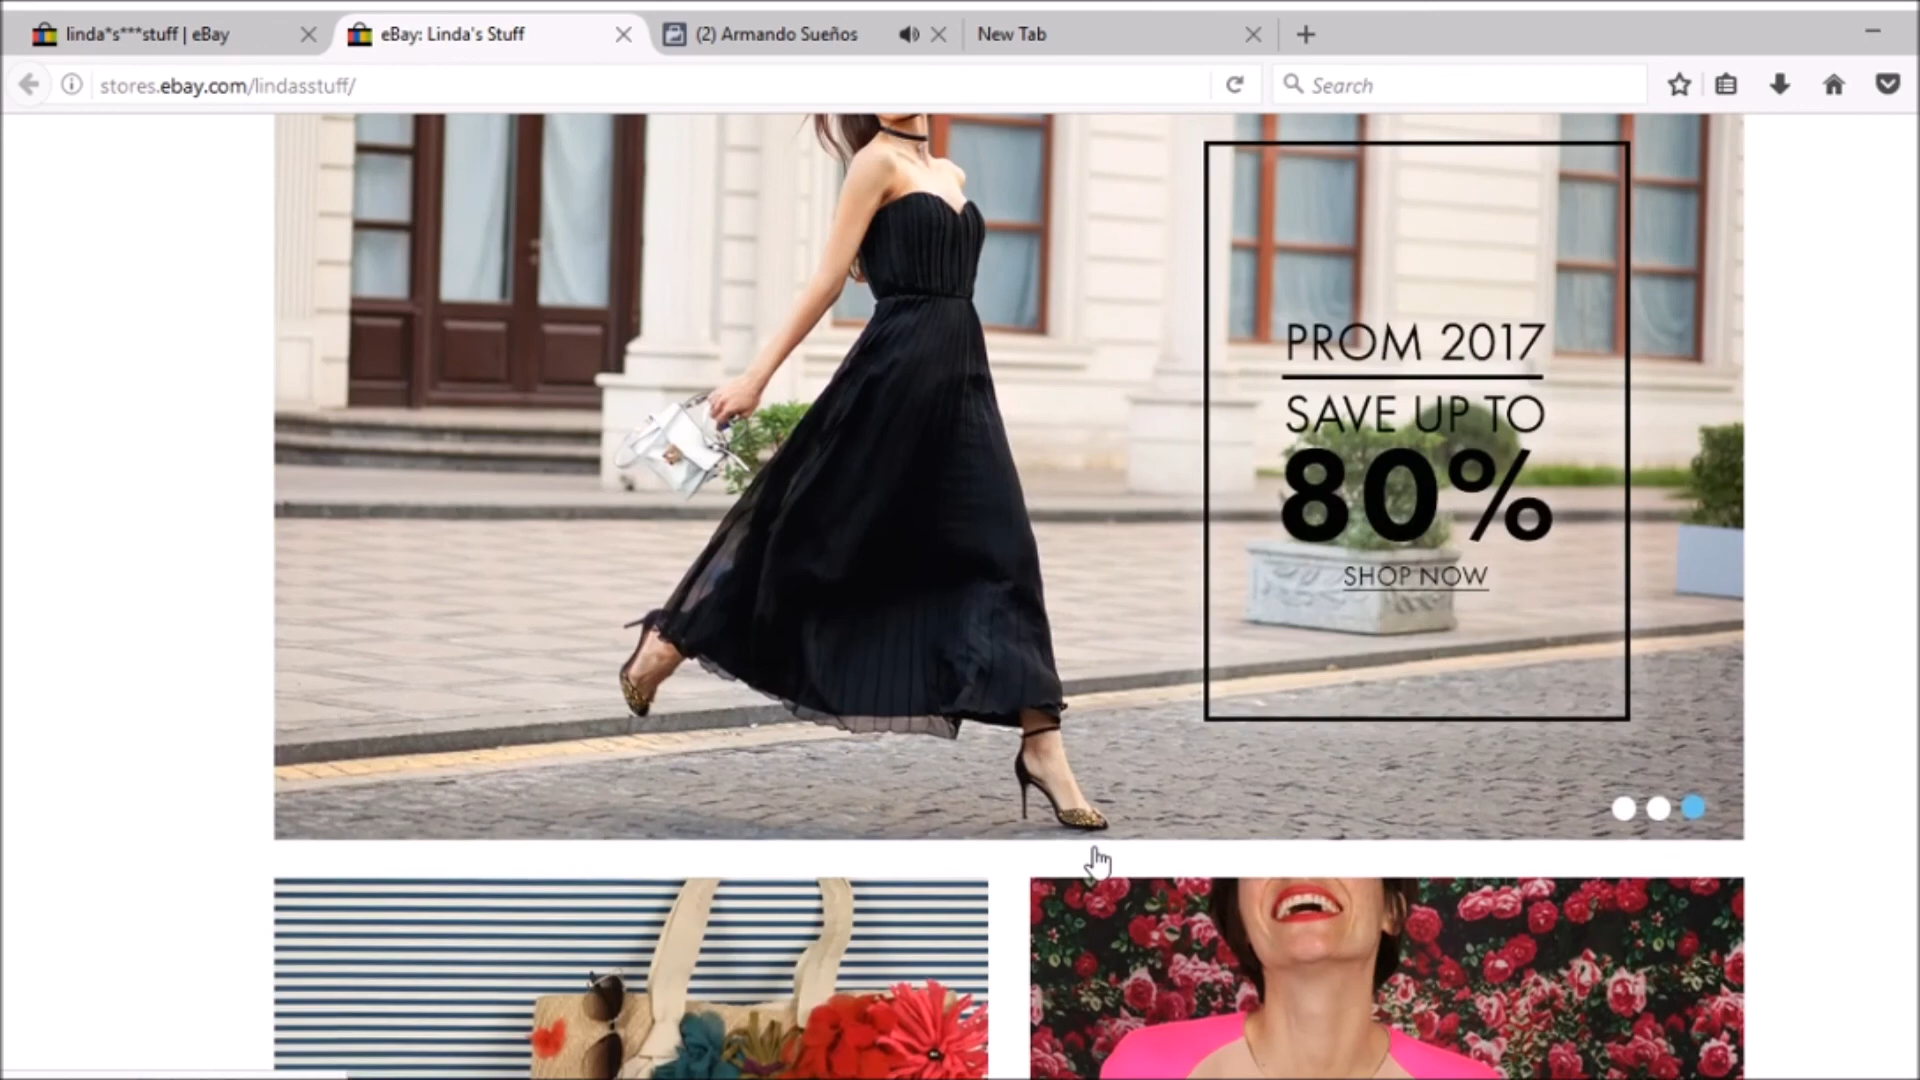 linda*s***stuff | eBay
eBay: Linda's Stuff
(2) Armando Sueños
New Tab
stores.ebay.com/lindasstuff/
Search
PROM 2017
SAVE UP TO
80%
SHOP NOW